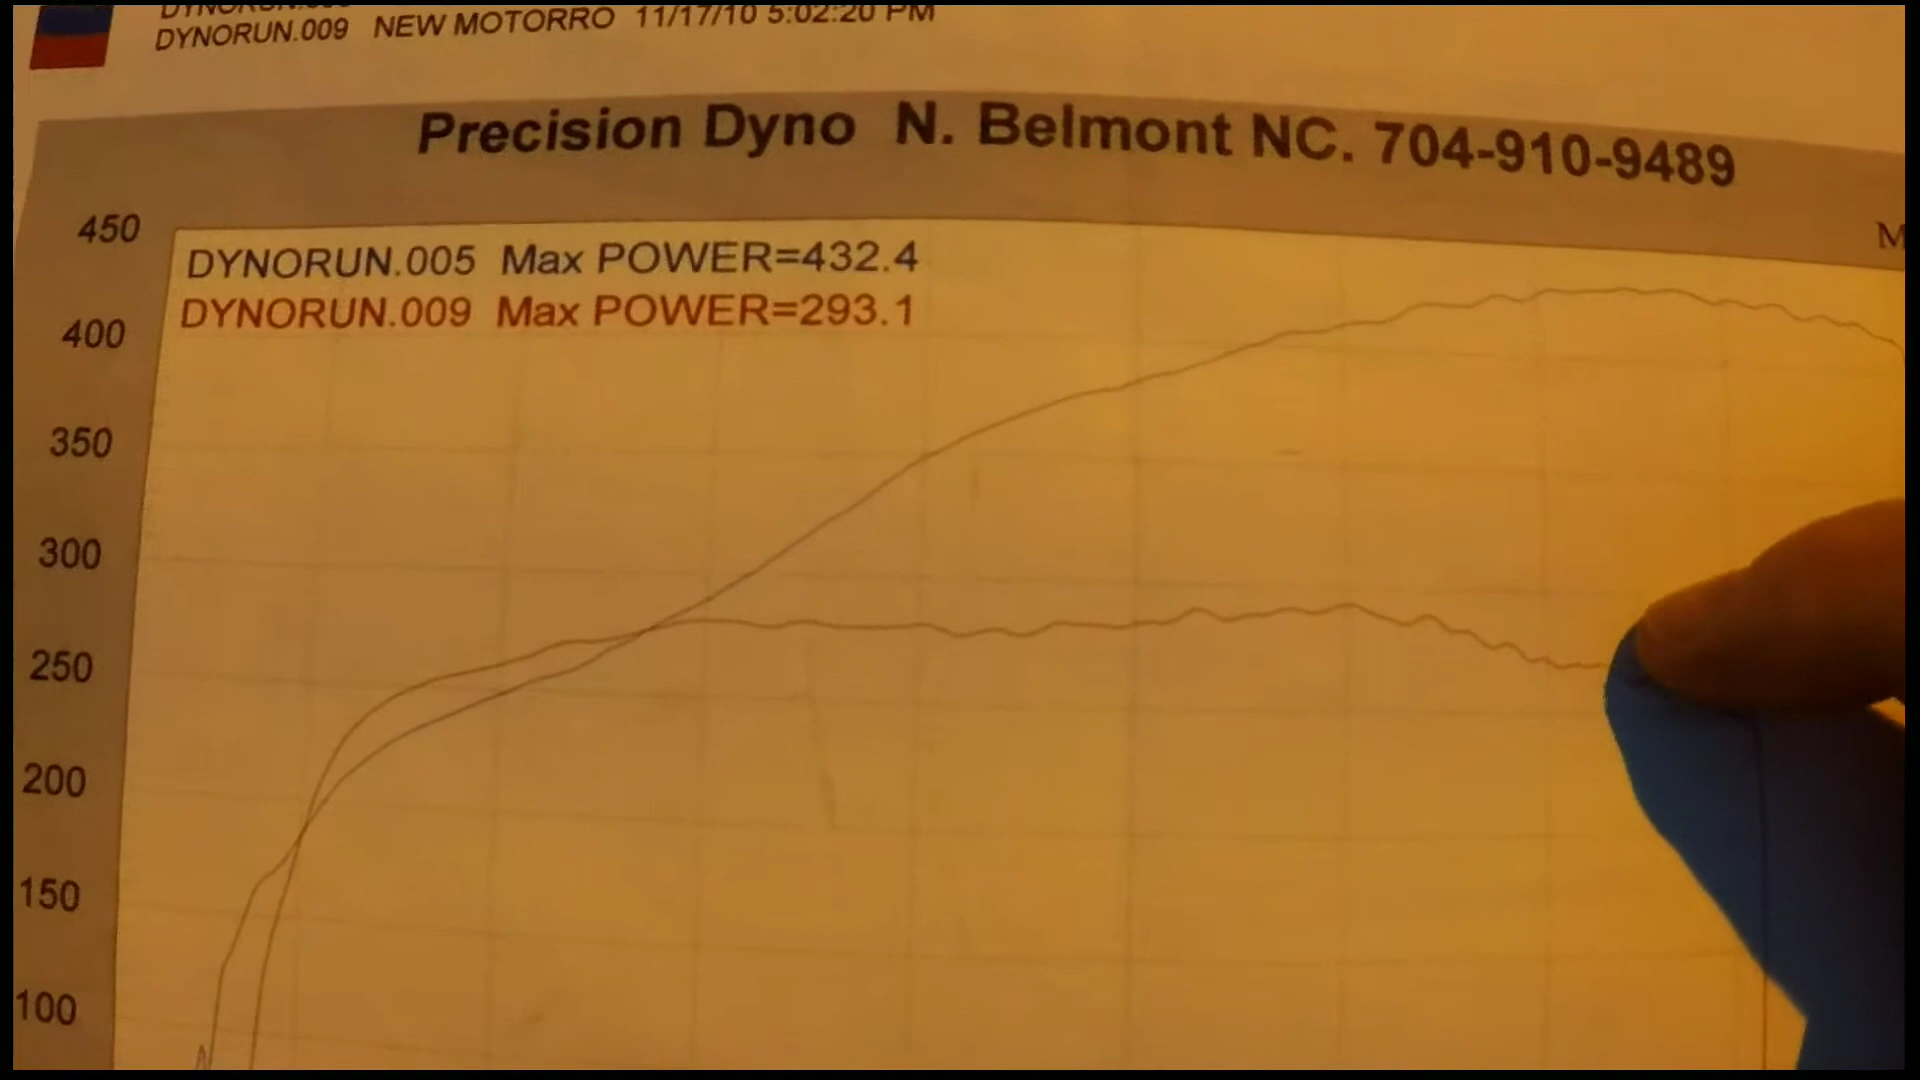 DYNORUN.009 NEW MOTORRO 11/17/10 5:02:20 PM
Precision Dyno N. Belmont NC. 704-910-9489
450
DYNORUN.005 Max POWER=432.4
DYNORUN.009 Max POWER=293.1
400
350
300
250
200
150
100